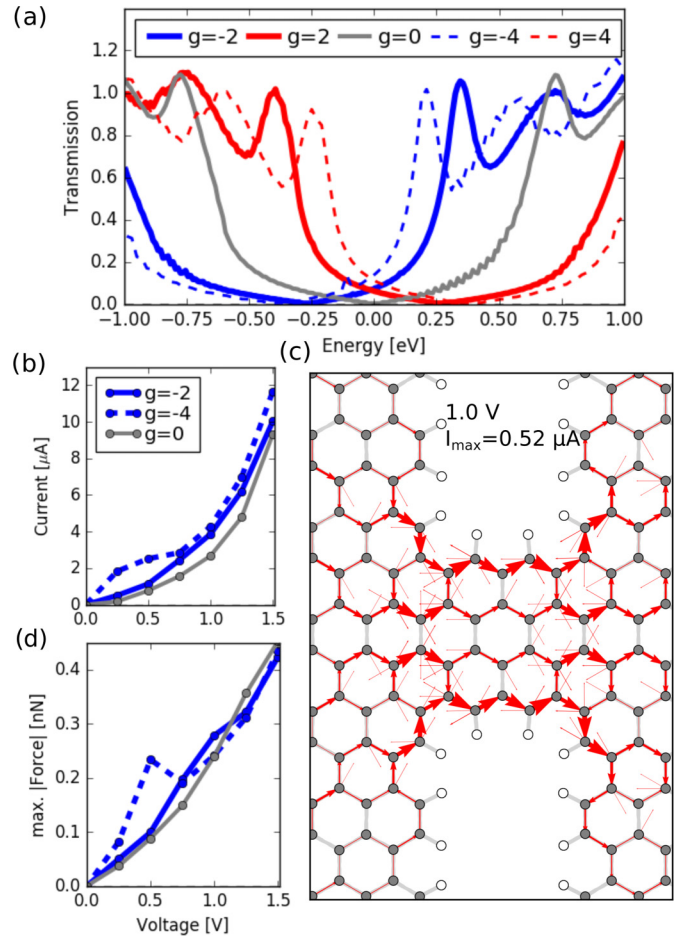 (a)
g=-2 g=2 g=0 g=-4 g=4
1.2
1.0
0.8
0.6
0.4
0.2
0.0
Transmission
−1.00 −0.75 −0.50 −0.25 0.00 0.25 0.50 0.75 1.00
Energy [eV]
(b)
g=-2
g=-4
g=0
12
10
8
6
4
2
0
Current [μA]
0.0 0.5 1.0 1.5
(c)
1.0 V
Imax=0.52 μA
(d)
0.4
0.3
0.2
0.1
0.0
max. |Force| [nN]
0.0 0.5 1.0 1.5
Voltage [V]